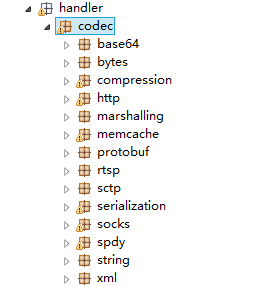 handler
codec
base64
bytes
compression
http
marshalling
memcache
protobuf
rtsp
sctp
serialization
socks
spdy
string
xml